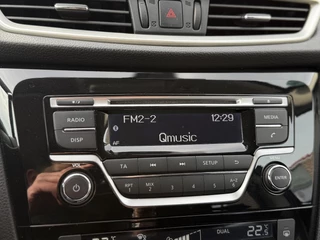 FM2-2 12:29
AF Qmusic
RADIO
DISP
MEDIA
TA SETUP
RPT MIX
1 2 3 4 5 6
VOL
ENTER
DUAL 22